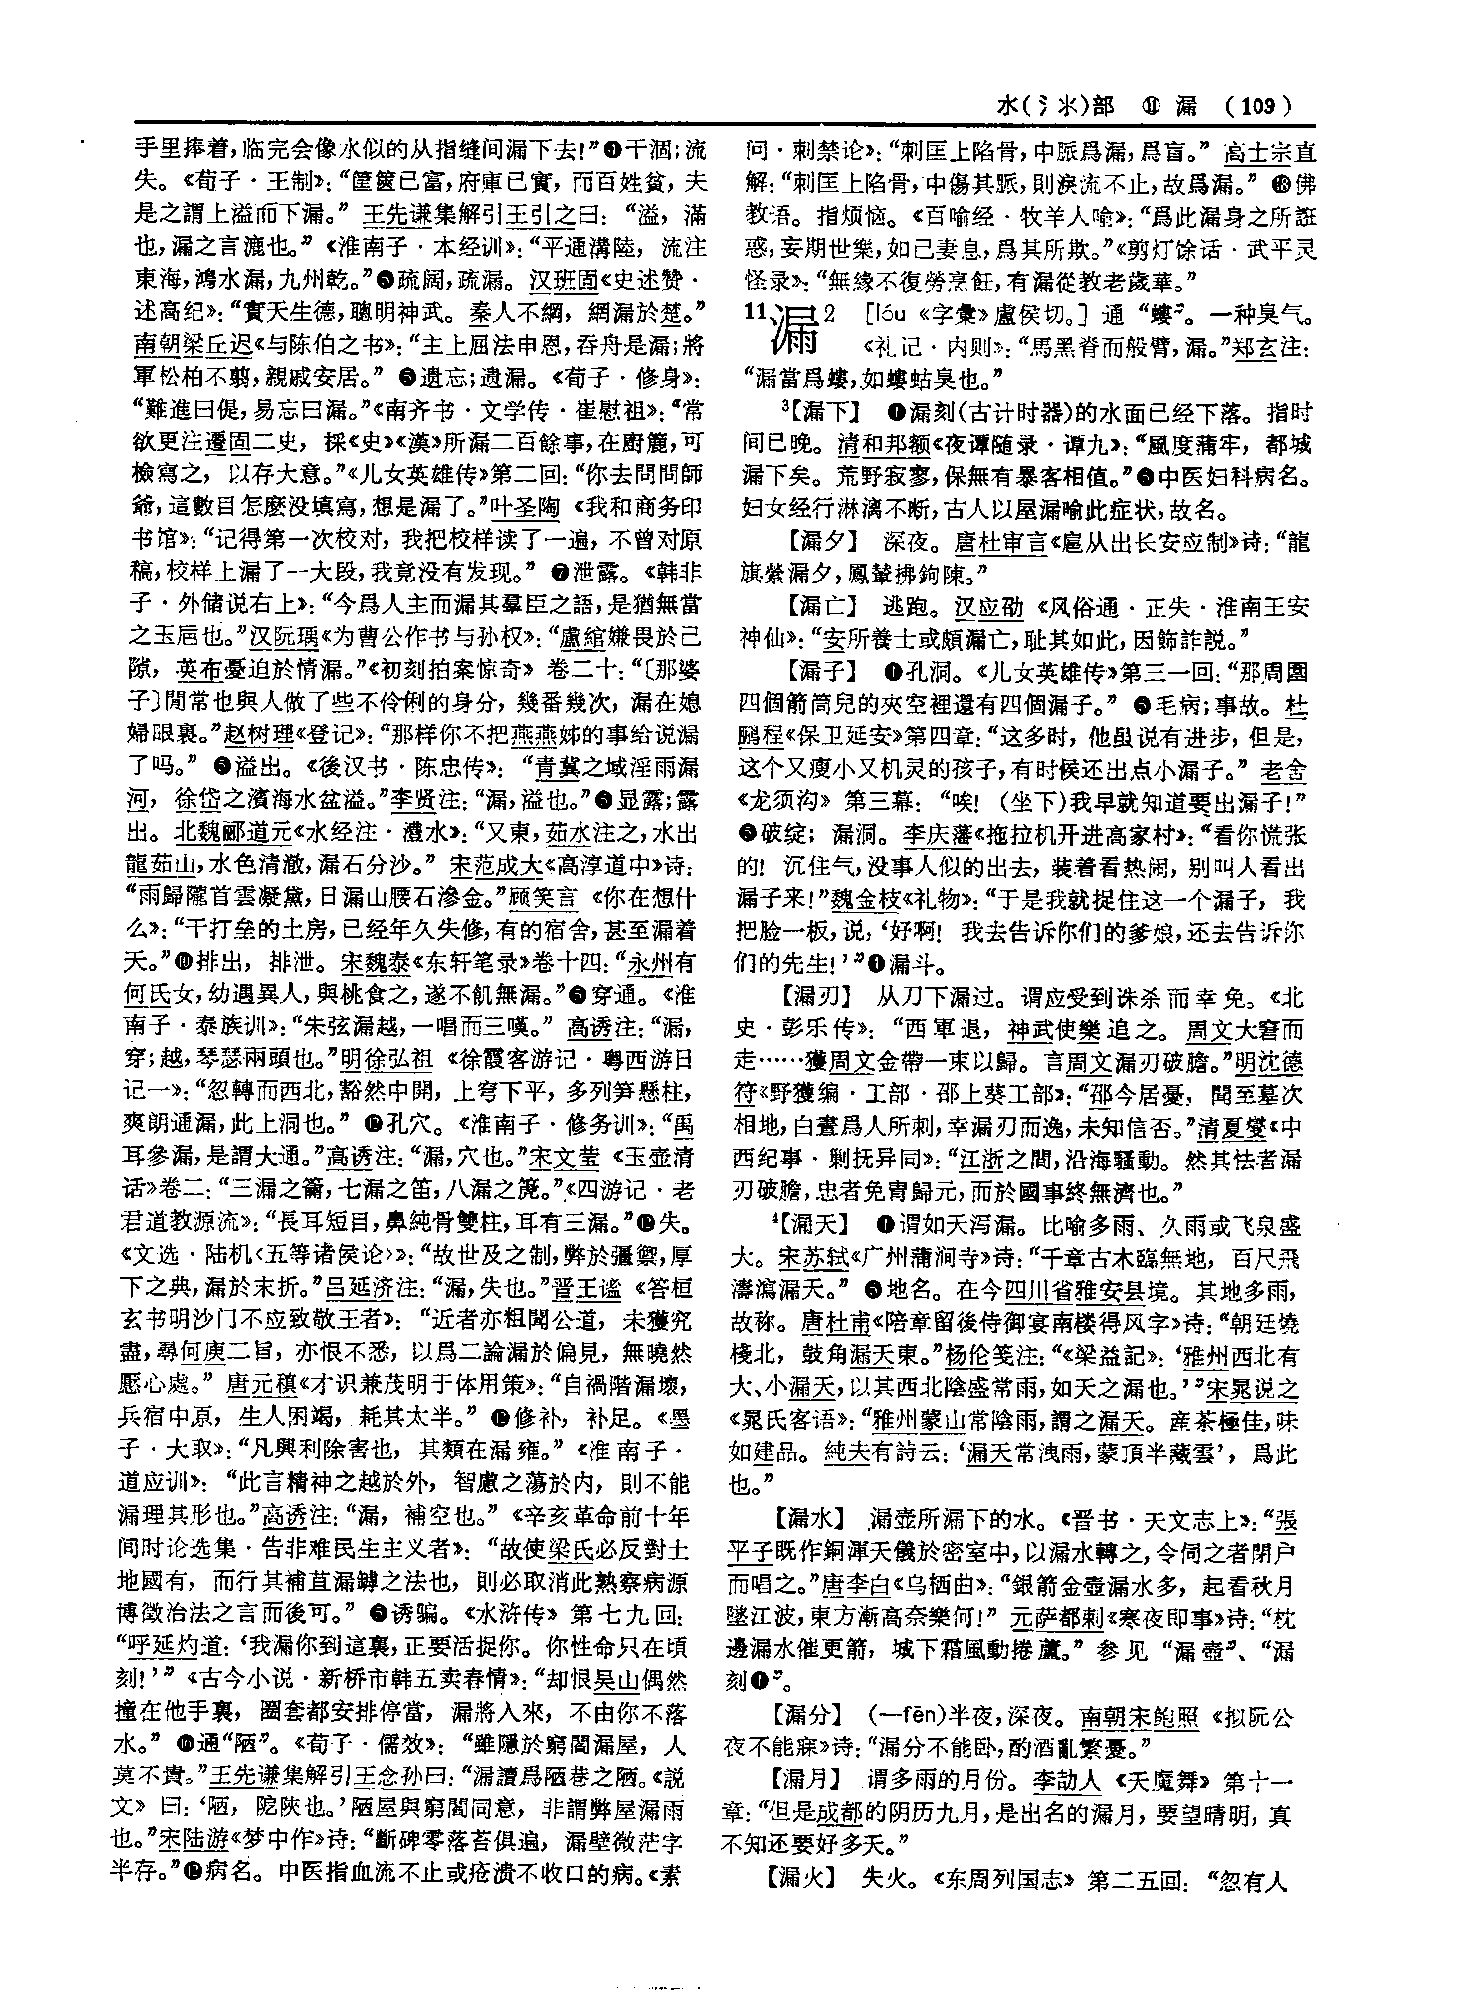 水(氵氺)部 ⑪ 漏 (109)
手里捧着,临完会像水似的从指缝间漏下去!”❸干涸;流
失。《荀子·王制》:“筐篋已富,府庫已實,而百姓貧,夫
是之謂上溢而下漏。”王先谦集解引王引之曰:“溢,滿
也,漏之言漉也。”《淮南子·本经训》:“平通溝陸,流注
東海,鴻水漏,九州乾。”❹疏阔,疏漏。汉班固《史述赞·
述高纪》:“實天生德,聰明神武。秦人不綱,網漏於楚。”
南朝梁丘迟《与陈伯之书》:“主上屈法申恩,吞舟是漏;將
軍松柏不翦,親戚安居。”❺遗忘;遗漏。《荀子·修身》:
“難進曰偍,易忘曰漏。”《南齐书·文学传·崔慰祖》:“常
欲更注遷固二史,採《史》《漢》所漏二百餘事,在廚簏,可
檢寫之,以存大意。”《儿女英雄传》第二回:“你去問問師
爺,這數目怎麽没填寫,想是漏了。”叶圣陶《我和商务印
书馆》:“记得第一次校对,我把校样读了一遍,不曾对原
稿,校样上漏了一大段,我竟没有发现。”❼泄露。《韩非
子·外储说右上》:“今爲人主而漏其羣臣之語,是猶無當
之玉巵也。”汉阮瑀《为曹公作书与孙权》:“盧綰嫌畏於己
隙,英布憂迫於情漏。”《初刻拍案惊奇》卷二十:“〔那婆
子〕閒常也與人做了些不伶俐的身分,幾番幾次,漏在媳
婦眼裏。”赵树理《登记》:“那样你不把燕燕姊的事给说漏
了吗。”❽溢出。《後汉书·陈忠传》:“青冀之域淫雨漏
河,徐岱之濱海水盆溢。”李贤注:“漏,溢也。”❾显露;露
出。北魏郦道元《水经注·㶟水》:“又東,茹水注之,水出
龍茹山,水色清澈,漏石分沙。”宋范成大《高淳道中》诗:
“雨歸隴首雲凝黛,日漏山腰石滲金。”顾笑言《你在想什
么》:“干打垒的土房,已经年久失修,有的宿舍,甚至漏着
天。”❿排出,排泄。宋魏泰《东轩笔录》卷十四:“永州有
何氏女,幼遇異人,與桃食之,遂不飢無漏。”⓫穿通。《淮
南子·泰族训》:“朱弦漏越,一唱而三嘆。”高诱注:“漏,
穿;越,琴瑟兩頭也。”明徐弘祖《徐霞客游记·粤西游日
记一》:“忽轉而西北,豁然中開,上穹下平,多列笋懸柱,
爽朗通漏,此上洞也。”⓬孔穴。《淮南子·修务训》:“禹
耳參漏,是謂大通。”高诱注:“漏,穴也。”宋文莹《玉壶清
话》卷二:“三漏之籥,七漏之笛,八漏之篪。”《四游记·老
君道教源流》:“長耳短目,鼻純骨雙柱,耳有三漏。”⓭失。
《文选·陆机〈五等诸侯论〉》:“故世及之制,弊於彊禦,厚
下之典,漏於末折。”吕延济注:“漏,失也。”晋王谧《答桓
玄书明沙门不应致敬王者》:“近者亦粗聞公道,未獲究
盡,尋何庾二旨,亦恨不悉,以爲二論漏於偏見,無曉然
厭心處。”唐元稹《才识兼茂明于体用策》:“自禍階漏壞,
兵宿中原,生人困竭,耗其太半。”⓮修补,补足。《墨
子·大取》:“凡興利除害也,其類在漏雍。”《淮南子·
道应训》:“此言精神之越於外,智慮之蕩於内,則不能
漏理其形也。”高诱注:“漏,補空也。”《辛亥革命前十年
间时论选集·告非难民生主义者》:“故使梁氏必反對土
地國有,而行其補苴漏罅之法也,則必取消此熟察病源
博徵治法之言而後可。”⓯诱骗。《水浒传》第七九回:
“呼延灼道:‘我漏你到這裏,正要活捉你。你性命只在頃
刻!’”《古今小说·新桥市韩五卖春情》:“却恨吴山偶然
撞在他手裏,圈套都安排停當,漏將入來,不由你不落
水。”⓰通“陋”。《荀子·儒效》:“雖隱於窮閻漏屋,人
莫不貴。”王先谦集解引王念孙曰:“漏讀爲陋巷之陋。《説
文》曰:‘陋,阸陝也。’陋屋與窮閻同意,非謂弊屋漏雨
也。”宋陆游《梦中作》诗:“斷碑零落苔俱遍,漏壁微茫字
半存。”⓱病名。中医指血流不止或疮溃不收口的病。《素
问·刺禁论》:“刺匡上陷骨,中脈爲漏,爲盲。”高士宗直
解:“刺匡上陷骨,中傷其脈,則淚流不止,故爲漏。”⓲佛
教语。指烦恼。《百喻经·牧羊人喻》:“爲此漏身之所誑
惑,妄期世樂,如己妻息,爲其所欺。”《剪灯馀话·武平灵
怪录》:“無緣不復勞烹飪,有漏從教老歲華。”
11漏2 [lóu《字彙》盧侯切。] 通“螻”。一种臭气。
《礼记·内则》:“馬黑脊而般臂,漏。”郑玄注:
“漏當爲螻,如螻蛄臭也。”
3【漏下】 ❶漏刻(古计时器)的水面已经下落。指时
间已晚。清和邦额《夜谭随录·谭九》:“風度蒲牢,都城
漏下矣。荒野寂寥,保無有暴客相值。”❷中医妇科病名。
妇女经行淋漓不断,古人以屋漏喻此症状,故名。
【漏夕】 深夜。唐杜审言《扈从出长安应制》诗:“龍
旗縈漏夕,鳳輦拂鉤陳。”
【漏亡】 逃跑。汉应劭《风俗通·正失·淮南王安
神仙》:“安所養士或頗漏亡,耻其如此,因飾詐説。”
【漏子】 ❶孔洞。《儿女英雄传》第三一回:“那周圍
四個箭筒兒的夾空裡還有四個漏子。”❷毛病;事故。杜
鹏程《保卫延安》第四章:“这多时,他虽说有进步,但是,
这个又瘦小又机灵的孩子,有时候还出点小漏子。”老舍
《龙须沟》第三幕:“唉!(坐下)我早就知道要出漏子!”
❸破绽;漏洞。李庆藩《拖拉机开进高家村》:“看你慌张
的!沉住气,没事人似的出去,装着看热闹,别叫人看出
漏子来!”魏金枝《礼物》:“于是我就捉住这一个漏子,我
把脸一板,说,‘好啊!我去告诉你们的爹娘,还去告诉你
们的先生!’”❹漏斗。
【漏刃】 从刀下漏过。谓应受到诛杀而幸免。《北
史·彭乐传》:“西軍退,神武使樂追之。周文大窘而
走……獲周文金帶一束以歸。言周文漏刃破膽。”明沈德
符《野獲编·工部·邵上葵工部》:“邵今居憂,聞至墓次
相地,白晝爲人所刺,幸漏刃而逸,未知信否。”清夏燮《中
西纪事·剿抚异同》:“江浙之間,沿海騷動。然其怯者漏
刃破膽,忠者免胄歸元,而於國事終無濟也。”
4【漏天】 ❶谓如天泻漏。比喻多雨、久雨或飞泉盛
大。宋苏轼《广州蒲涧寺》诗:“千章古木臨無地,百尺飛
濤瀉漏天。”❷地名。在今四川省雅安县境。其地多雨,
故称。唐杜甫《陪章留後侍御宴南楼得风字》诗:“朝廷燒
棧北,鼓角漏天東。”杨伦笺注:“《梁益記》:‘雅州西北有
大、小漏天,以其西北陰盛常雨,如天之漏也。’”宋晁说之
《晁氏客语》:“雅州蒙山常陰雨,謂之漏天。産茶極佳,味
如建品。純夫有詩云:‘漏天常洩雨,蒙頂半藏雲’,爲此
也。”
【漏水】 漏壶所漏下的水。《晋书·天文志上》:“張
平子既作銅渾天儀於密室中,以漏水轉之,令伺之者閉户
而唱之。”唐李白《乌栖曲》:“銀箭金壺漏水多,起看秋月
墜江波,東方漸高奈樂何!”元萨都剌《寒夜即事》诗:“枕
邊漏水催更箭,城下霜風動捲蘆。”参见“漏壶”、“漏
刻❶”。
【漏分】 (—fēn)半夜,深夜。南朝宋鲍照《拟阮公
夜不能寐》诗:“漏分不能卧,酌酒亂繁憂。”
【漏月】 谓多雨的月份。李劼人《天魔舞》第十一
章:“但是成都的阴历九月,是出名的漏月,要望晴明,真
不知还要好多天。”
【漏火】 失火。《东周列国志》第二五回:“忽有人